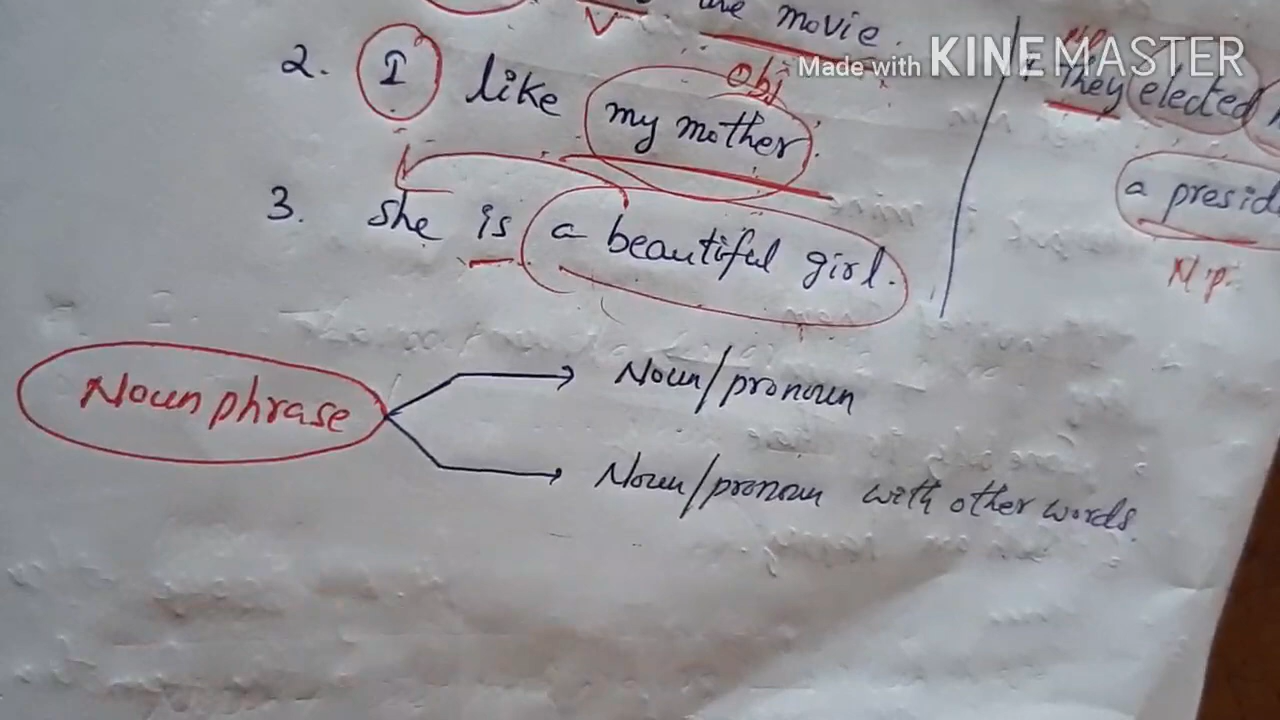 the movie.
V
2. I like my mother.
Obj
3. she is a beautiful girl.
Made with KINEMASTER
They elected
a presid
N.p.
Noun phrase
Noun/pronoun
Noun/pronoun with other words.